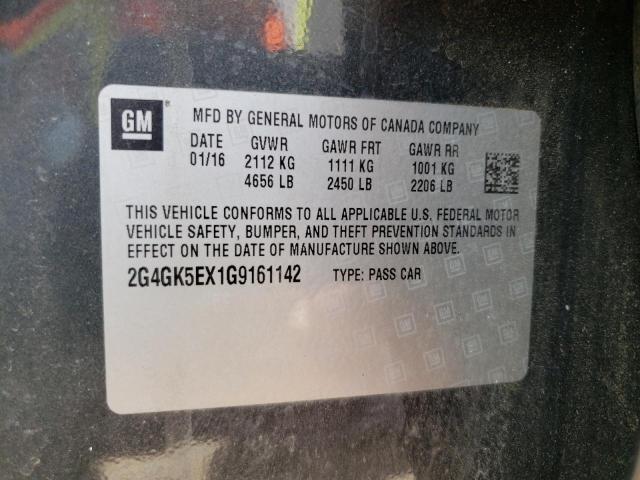 GM
MFD BY GENERAL MOTORS OF CANADA COMPANY
DATE GVWR GAWR FRT GAWR RR
01/16 2112 KG 1111 KG 1001 KG
4656 LB 2450 LB 2206 LB
THIS VEHICLE CONFORMS TO ALL APPLICABLE U.S. FEDERAL MOTOR
VEHICLE SAFETY, BUMPER, AND THEFT PREVENTION STANDARDS IN
EFFECT ON THE DATE OF MANUFACTURE SHOWN ABOVE.
2G4GK5EX1G9161142 TYPE: PASS CAR